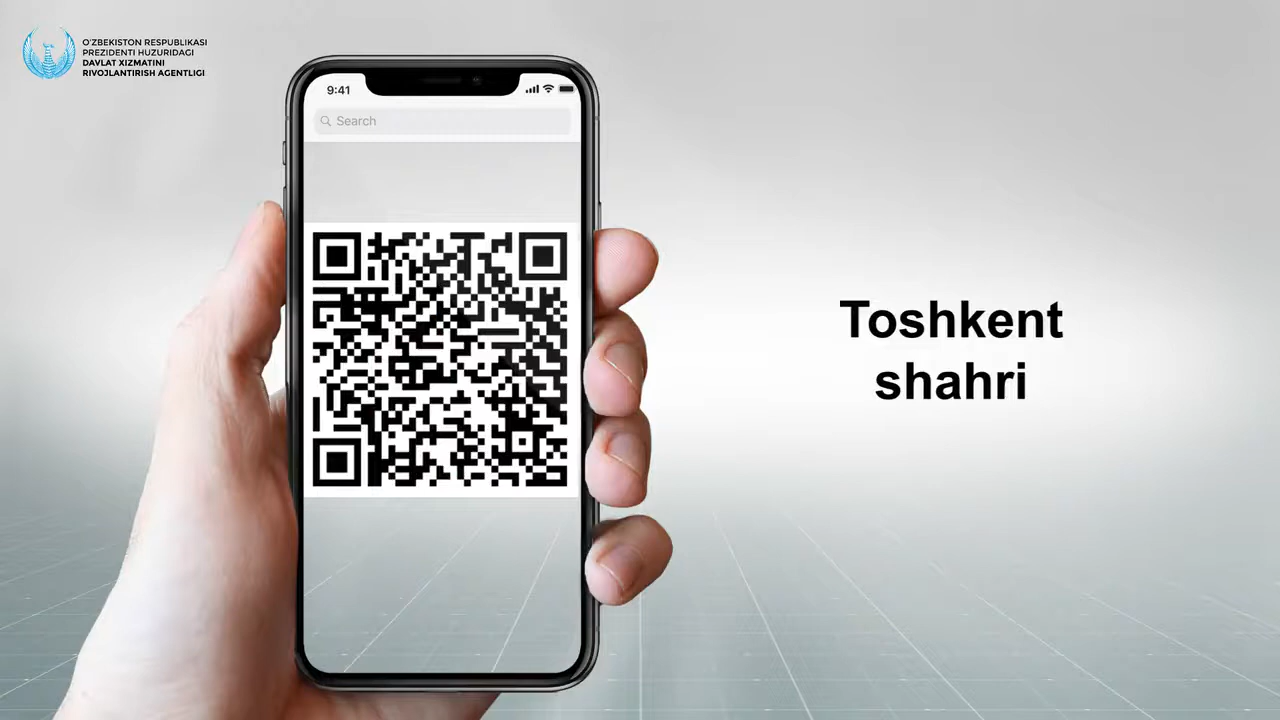 O‘ZBEKISTON RESPUBLIKASI
PREZIDENTI HUZURIDAGI
DAVLAT XIZMATINI
RIVOJLANTIRISH AGENTLIGI
9:41
Search
Toshkent
shahri